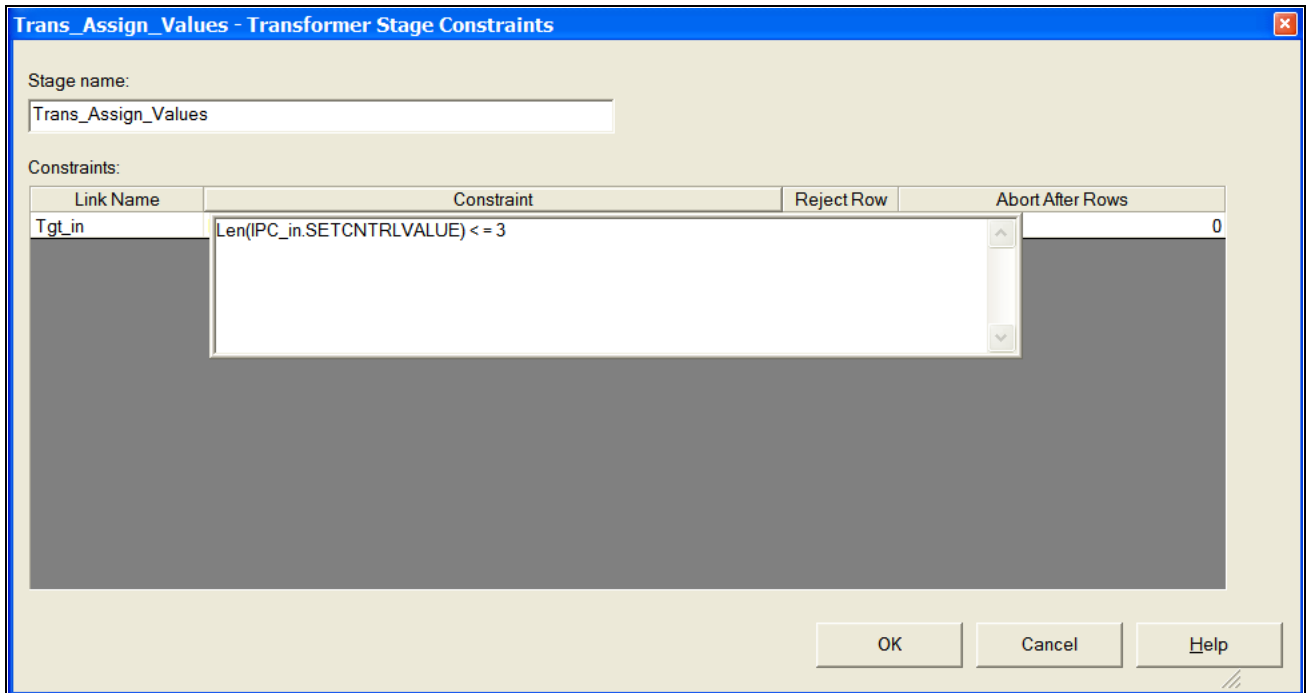 Trans_Assign_Values - Transformer Stage Constraints
Stage name:
Trans_Assign_Values
Constraints:
Link Name Constraint Reject Row Abort After Rows
Tgt_in Len(IPC_in.SETCNTRLVALUE) < = 3 0
OK Cancel Help